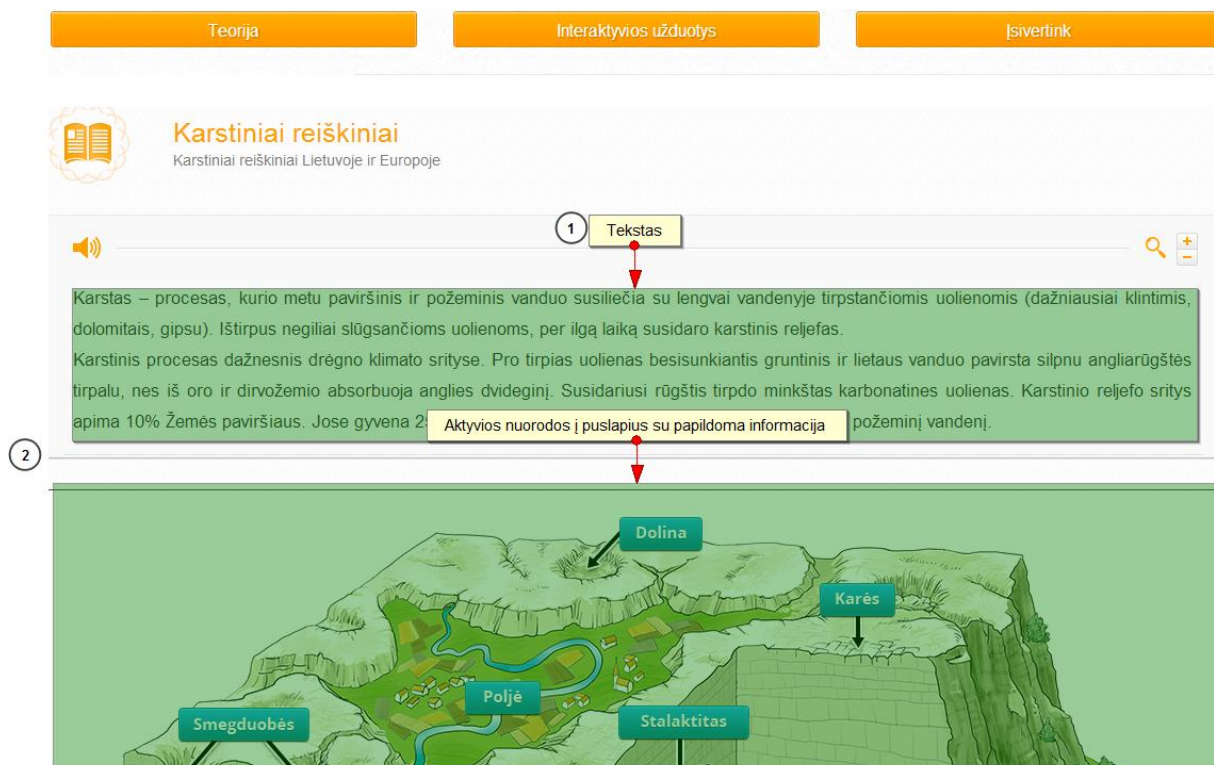 Teorija
Interaktyvios užduotys
Įsivertink
Karstiniai reiškiniai
Karstiniai reiškiniai Lietuvoje ir Europoje
1
Tekstas
+
−
Karstas – procesas, kurio metu paviršinis ir požeminis vanduo susiliečia su lengvai vandenyje tirpstančiomis uolienomis (dažniausiai klintimis,
dolomitais, gipsu). Ištirpus negiliai slūgsančioms uolienoms, per ilgą laiką susidaro karstinis reljefas.
Karstinis procesas dažnesnis drėgno klimato srityse. Pro tirpias uolienas besisunkiantis gruntinis ir lietaus vanduo pavirsta silpnu angliarūgštės
tirpalu, nes iš oro ir dirvožemio absorbuoja anglies dvideginį. Susidariusi rūgštis tirpdo minkštas karbonatines uolienas. Karstinio reljefo sritys
apima 10% Žemės paviršiaus. Jose gyvena požeminį vandenį.
Aktyvios nuorodos į puslapius su papildoma informacija
2
Dolina
Karės
Poljė
Smegduobės
Stalaktitas